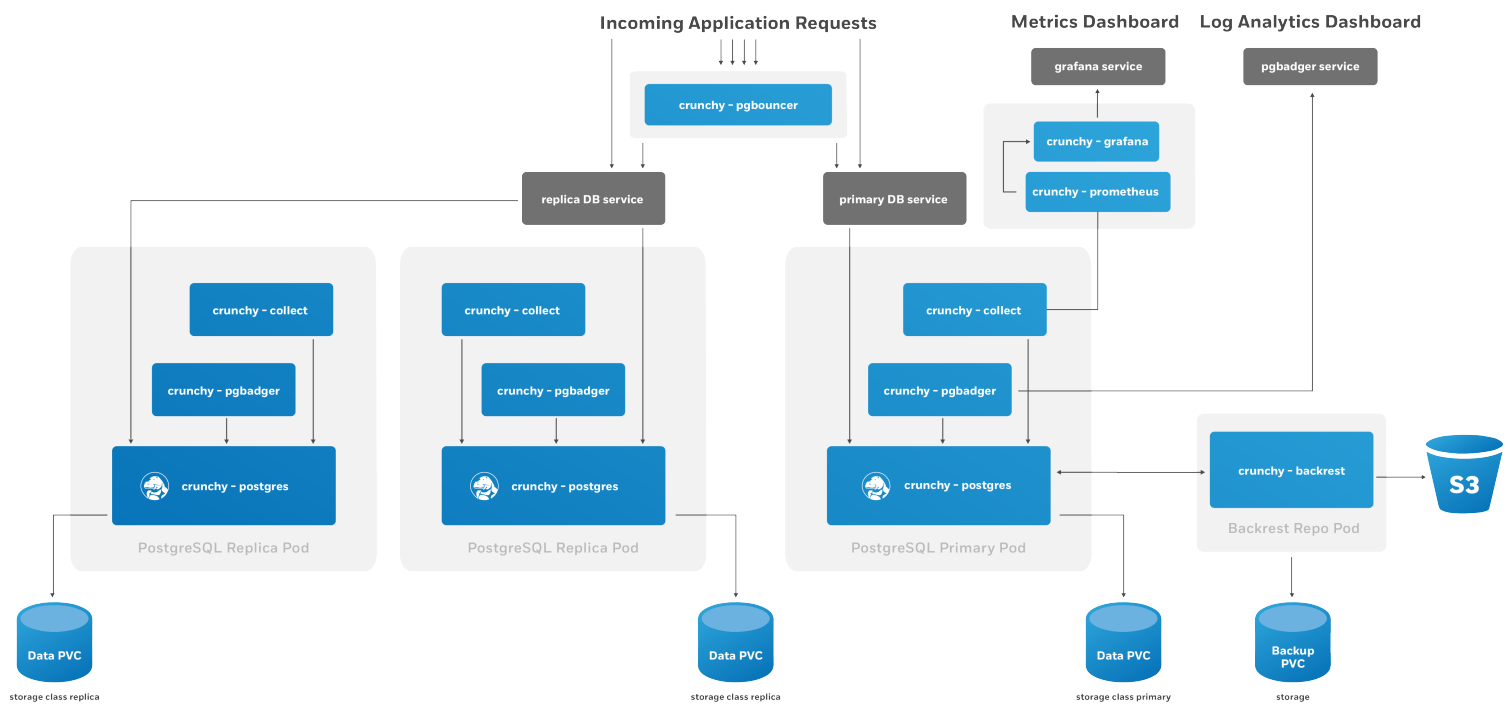 Incoming Application Requests
Metrics Dashboard
Log Analytics Dashboard
grafana service
pgbadger service
crunchy - pgbouncer
crunchy - grafana
crunchy - prometheus
replica DB service
primary DB service
crunchy - collect
crunchy - collect
crunchy - collect
crunchy - pgbadger
crunchy - pgbadger
crunchy - pgbadger
crunchy - postgres
crunchy - postgres
crunchy - postgres
crunchy - backrest
S3
PostgreSQL Replica Pod
PostgreSQL Replica Pod
PostgreSQL Primary Pod
Backrest Repo Pod
Data PVC
Data PVC
Data PVC
Backup
PVC
storage class replica
storage class replica
storage class primary
storage